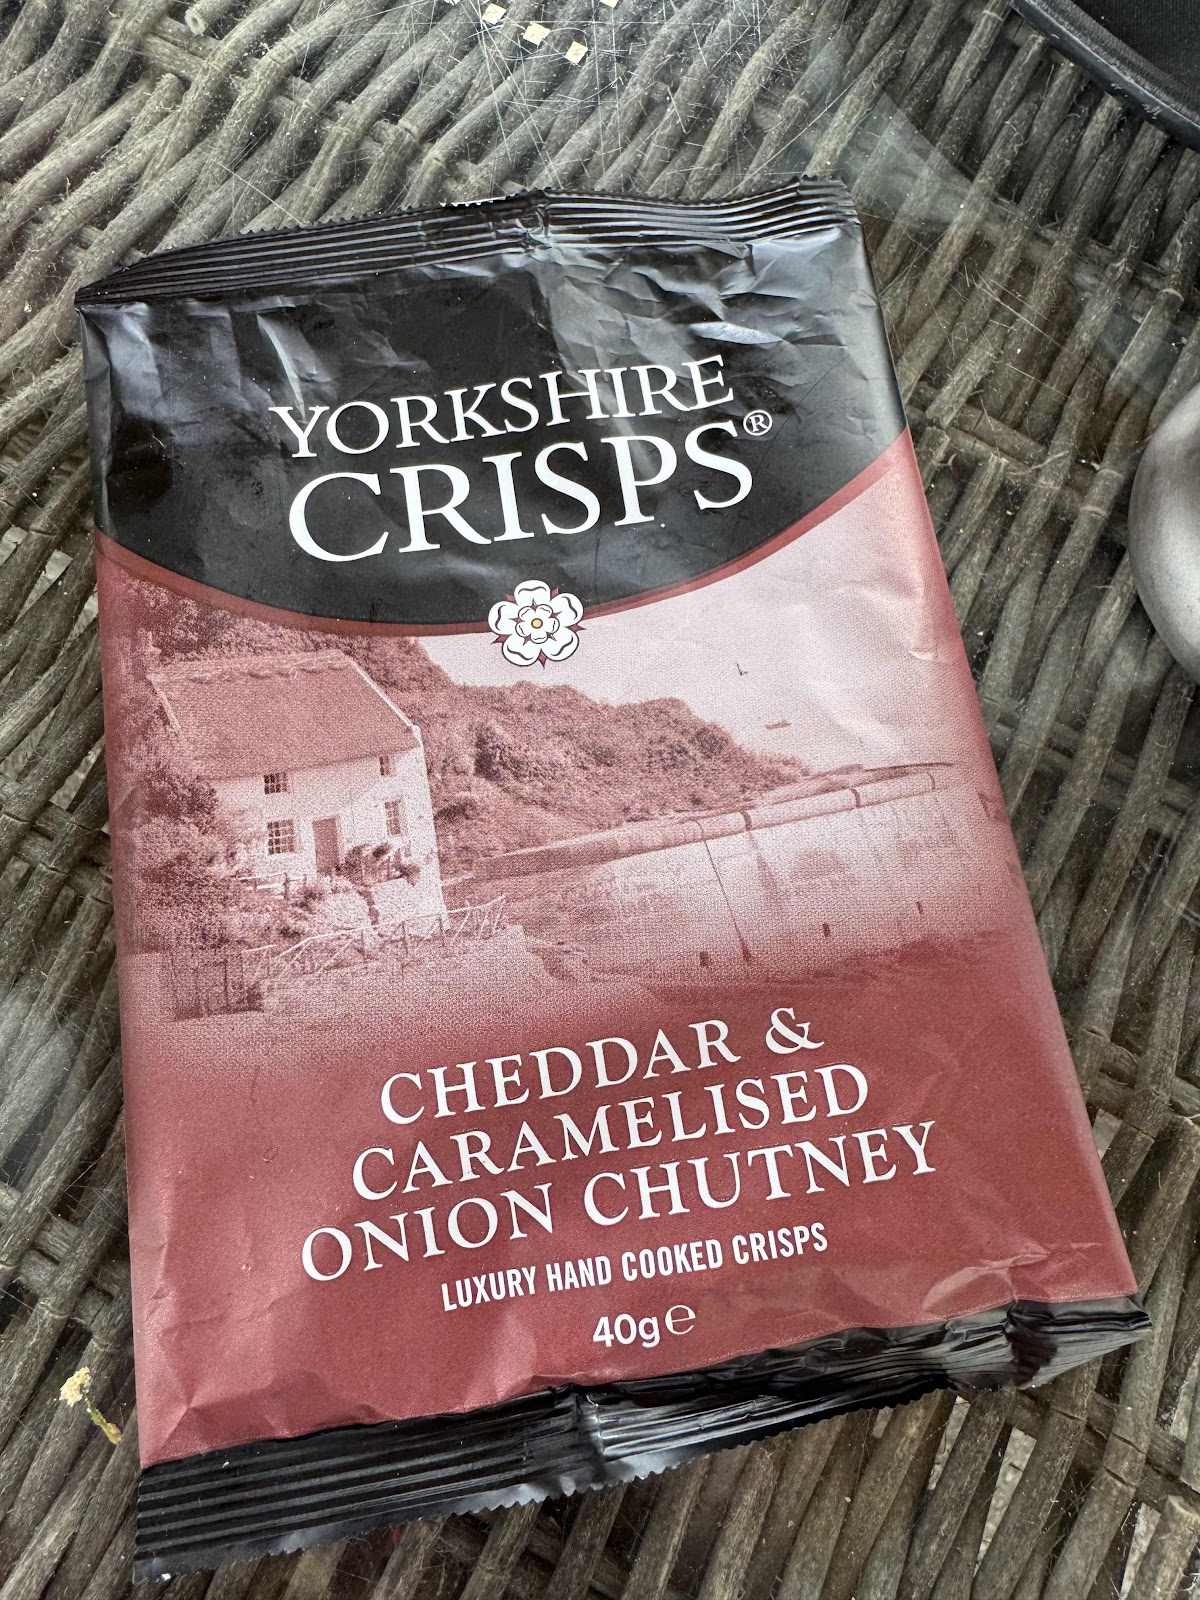 YORKSHIRE
CRISPS®
CHEDDAR &
CARAMELISED
ONION CHUTNEY
LUXURY HAND COOKED CRISPS
40g℮